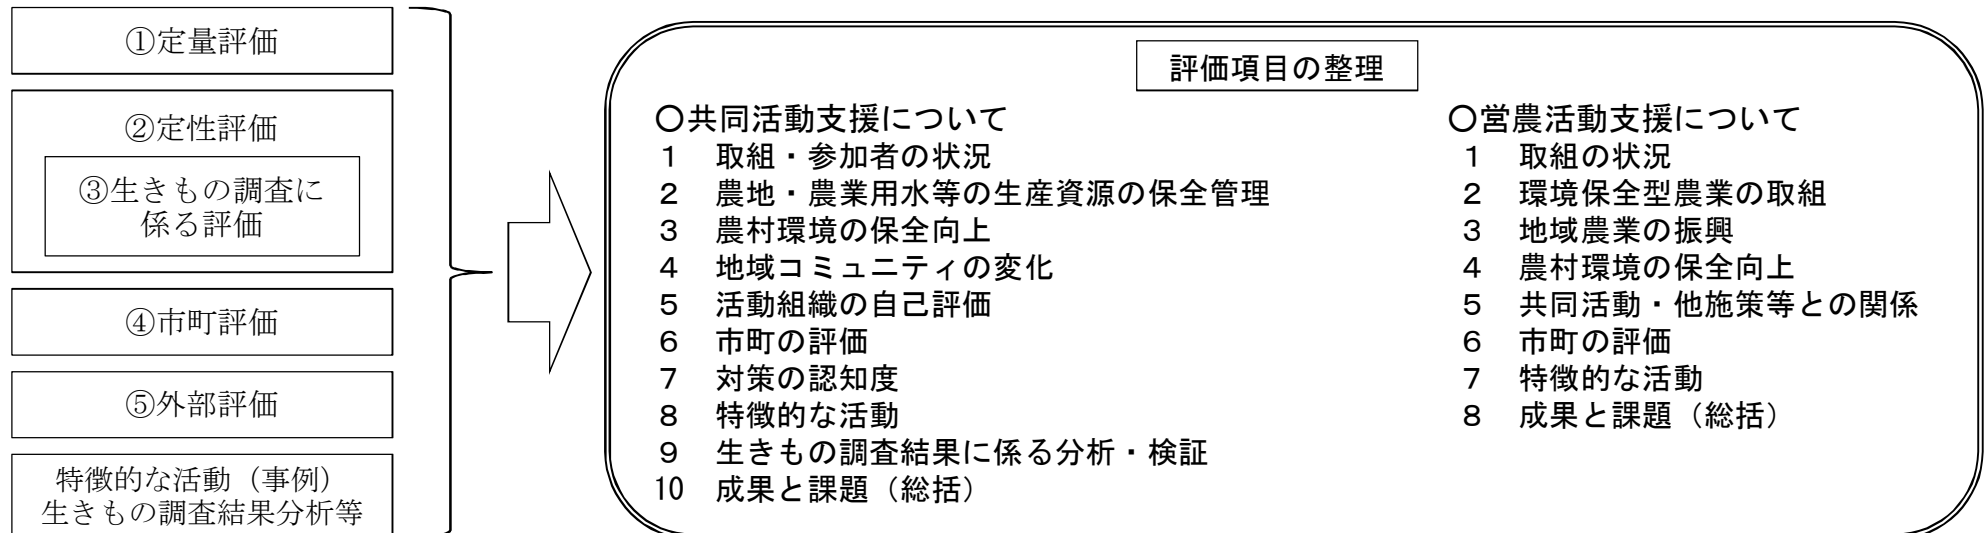 ①定量評価
②定性評価
③生きもの調査に
係る評価
④市町評価
⑤外部評価
特徴的な活動（事例）
生きもの調査結果分析等
評価項目の整理
○共同活動支援について
1 取組・参加者の状況
2 農地・農業用水等の生産資源の保全管理
3 農村環境の保全向上
4 地域コミュニティの変化
5 活動組織の自己評価
6 市町の評価
7 対策の認知度
8 特徴的な活動
9 生きもの調査結果に係る分析・検証
10 成果と課題（総括）
○営農活動支援について
1 取組の状況
2 環境保全型農業の取組
3 地域農業の振興
4 農村環境の保全向上
5 共同活動・他施策等との関係
6 市町の評価
7 特徴的な活動
8 成果と課題（総括）